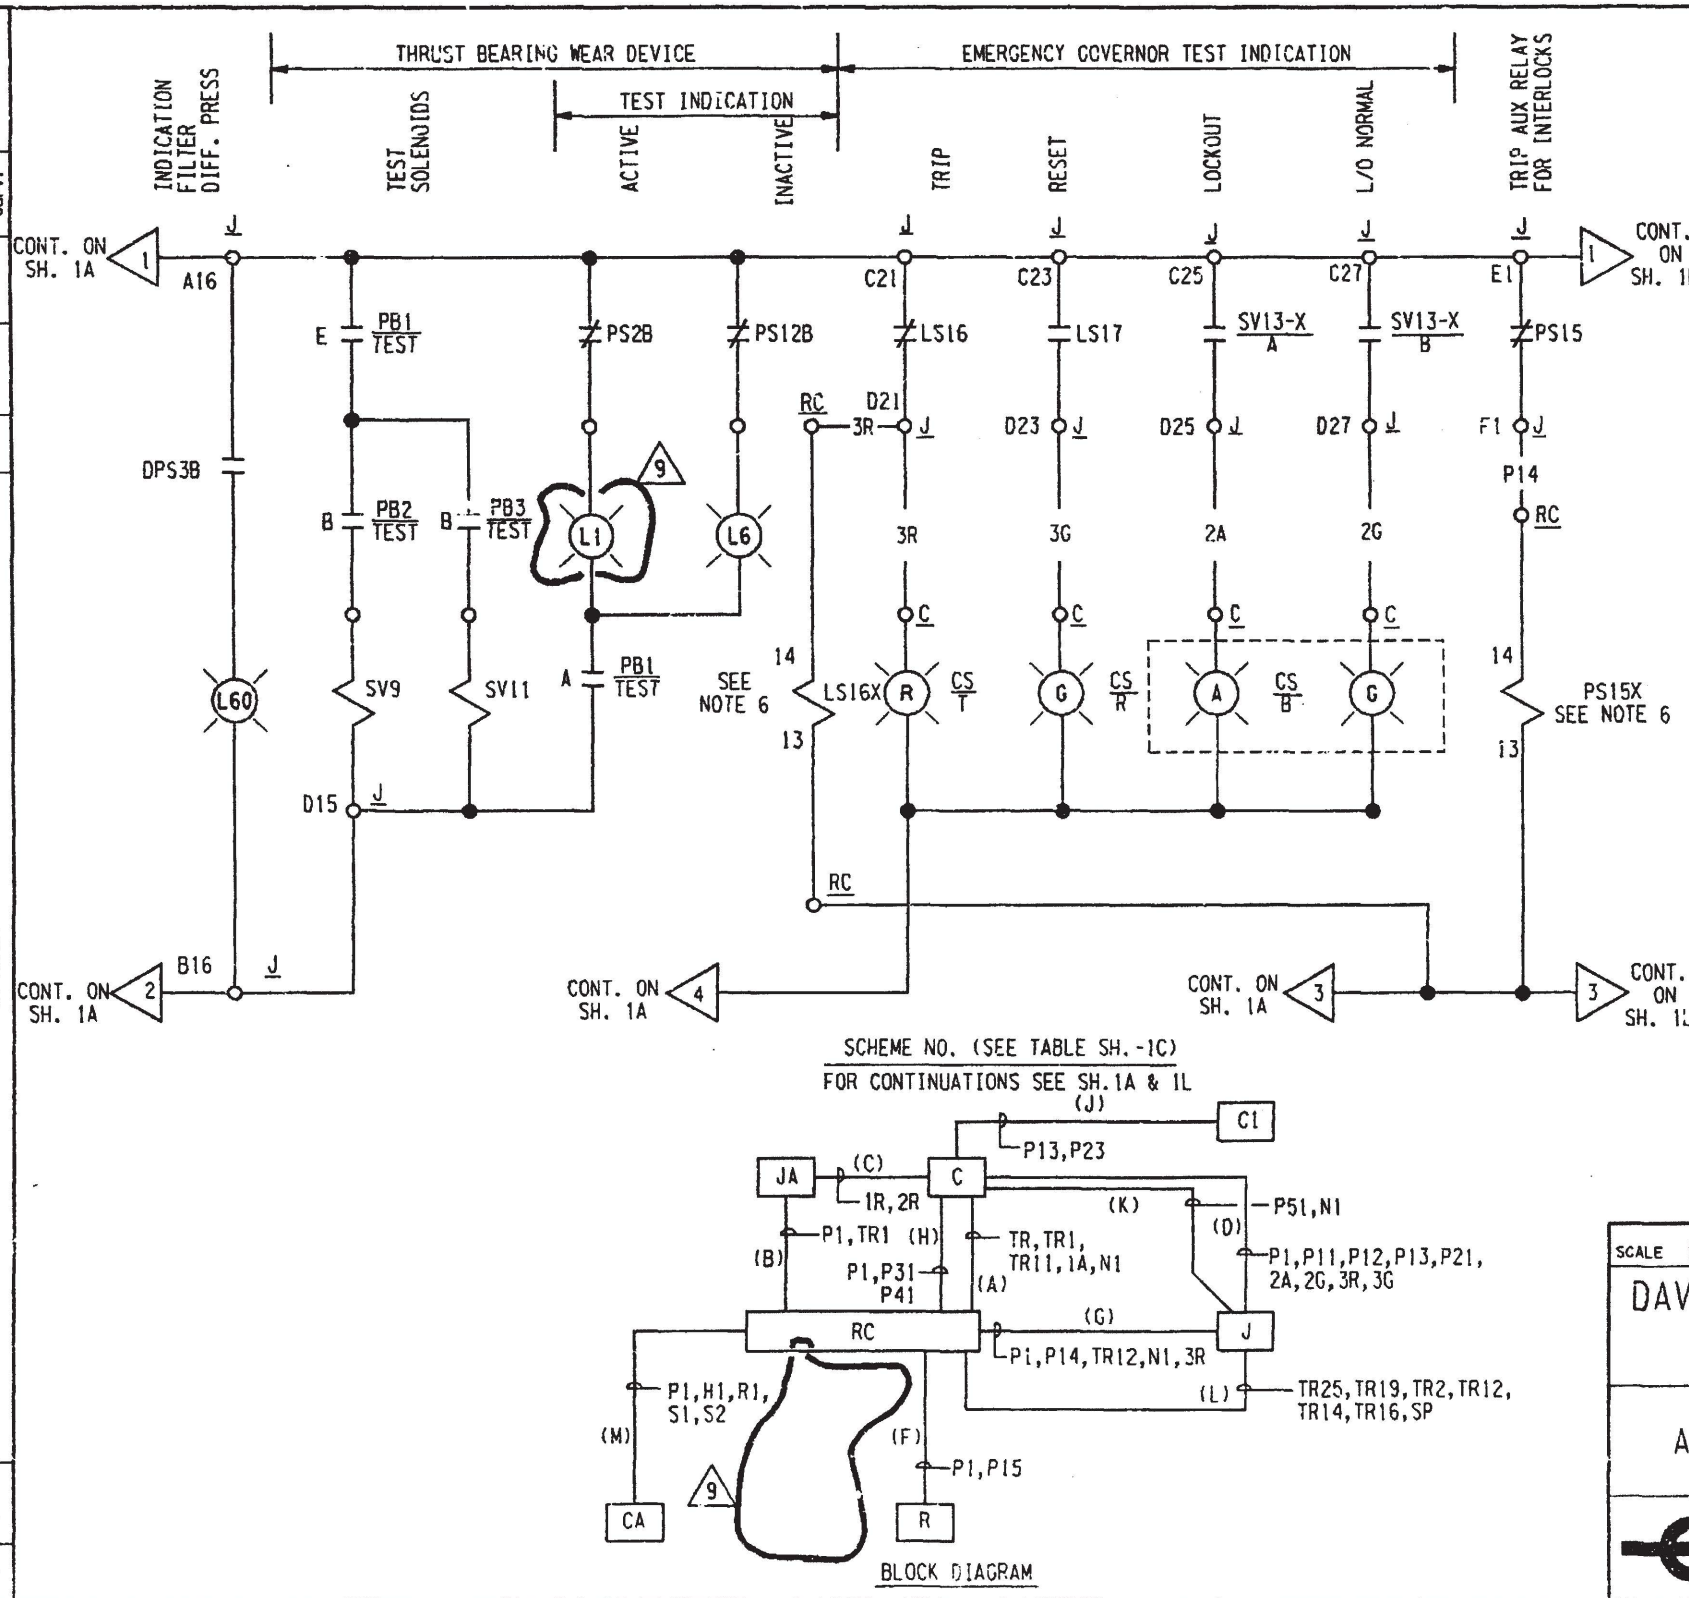 THRUST BEARING WEAR DEVICE
EMERGENCY GOVERNOR TEST INDICATION
TEST INDICATION
INDICATION
FILTER
DIFF. PRESS
TEST
SOLENOIDS
ACTIVE
INACTIVE
TRIP
RESET
LOCKOUT
L/O NORMAL
TRIP AUX RELAY
FOR INTERLOCKS
CONT. ON
SH. 1A
1
J
A16
J
C21
J
C23
J
C25
J
C27
J
E1
1
CONT.
ON
E
PB1
TEST
PS2B
PS12B
LS16
LS17
SV13-X
A
SV13-X
B
PS15
RC
3R
D21
J
D23
J
D25
J
D27
J
F1
J
P14
RC
DPS3B
B
PB2
TEST
B
PB3
TEST
9
L1
L6
3R
3G
2A
2G
C
C
C
C
L60
SV9
SV11
A
PB1
TEST
SEE
NOTE 6
14
LS16X
13
R
CS
T
G
CS
R
A
CS
B
G
14
PS15X
SEE NOTE 6
13
D15
J
RC
B16
J
CONT. ON
SH. 1A
2
CONT. ON
SH. 1A
4
CONT. ON
SH. 1A
3
3
CONT.
ON
SCHEME NO. (SEE TABLE SH.-1C)
FOR CONTINUATIONS SEE SH.1A & 1L
(J)
C1
P13,P23
JA
(C)
C
1R,2R
(K)
P51,N1
(D)
P1,TR1
(B)
(H)
TR,TR1,
TR11,1A,N1
P1,P31
P41
(A)
P1,P11,P12,P13,P21,
2A,2G,3R,3G
RC
(G)
J
P1,P14,TR12,N1,3R
P1,H1,R1,
S1,S2
(M)
(L)
TR25,TR19,TR2,TR12,
TR14,TR16,SP
(F)
P1,P15
9
CA
R
BLOCK DIAGRAM
SCALE